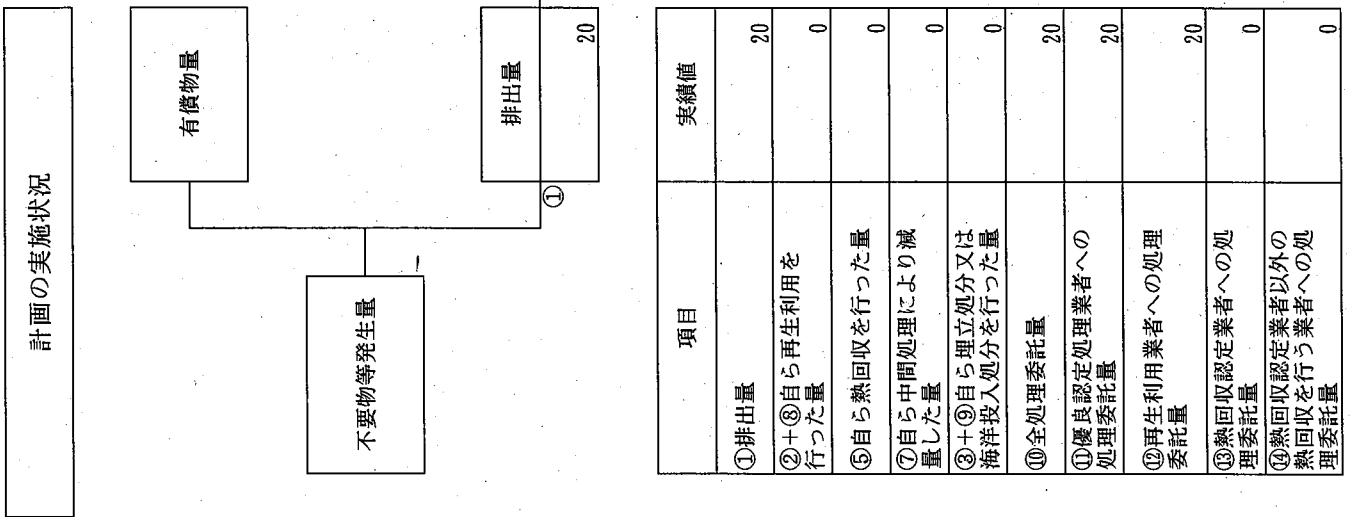 計画の実施状況
不要物等発生量
有償物量
①
排出量
20
項目
実績値
①排出量
20
②+⑧自ら再生利用を
行った量
0
⑤自ら熱回収を行った量
0
⑦自ら中間処理により減
量した量
0
③+⑨自ら埋立処分又は
海洋投入処分を行った量
0
⑩全処理委託量
20
⑪優良認定処理業者への
処理委託量
20
⑫再生利用業者への処理
委託量
20
⑬熱回収認定業者への処
理委託量
0
⑭熱回収認定業者以外の
熱回収を行う業者への処
理委託量
0